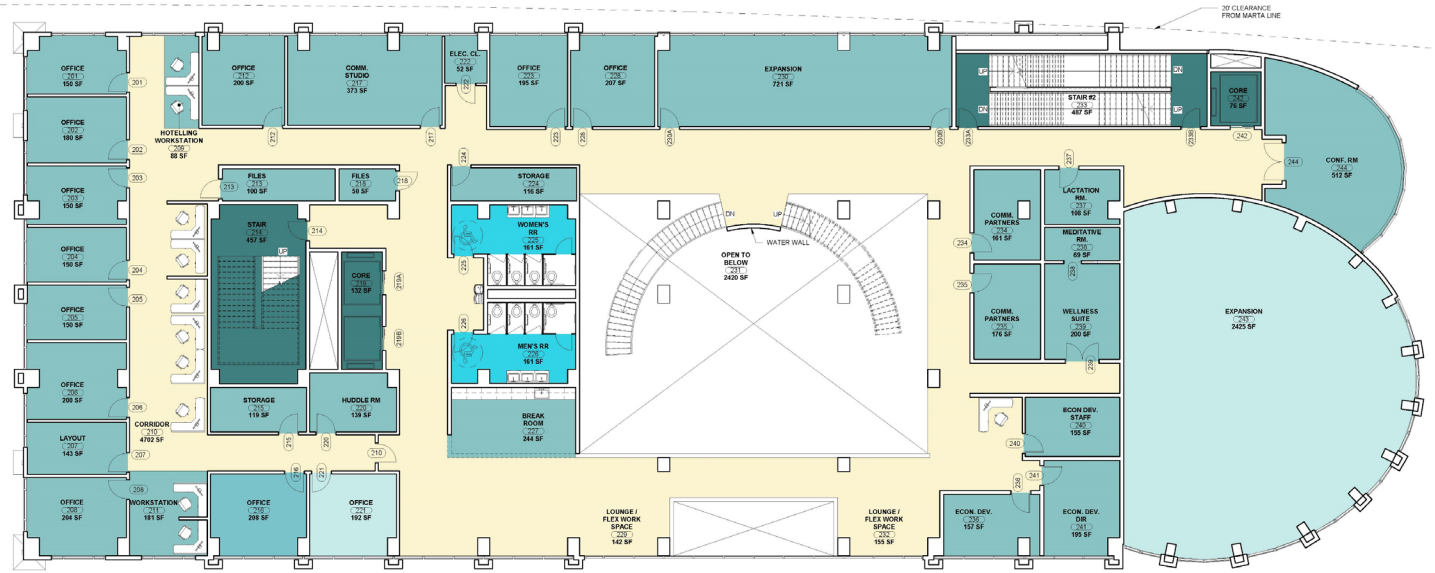 20' CLEARANCE
FROM MARTA LINE
OFFICE
201
150 SF
201
OFFICE
202
180 SF
202
OFFICE
203
150 SF
203
OFFICE
204
150 SF
204
OFFICE
205
150 SF
205
OFFICE
206
200 SF
206
LAYOUT
207
143 SF
207
OFFICE
208
204 SF
208
HOTELLING
WORKSTATION
209
88 SF
CORRIDOR
210
4702 SF
WORKSTATION
211
181 SF
OFFICE
212
200 SF
212
COMM.
STUDIO
217
373 SF
217
ELEC. CL.
222
52 SF
222
OFFICE
223
195 SF
223
OFFICE
228
207 SF
228
EXPANSION
230
721 SF
230A
230B
UP
DN
DN
UP
STAIR #2
233
487 SF
233A
233B
CORE
242
76 SF
242
CONF. RM
244
512 SF
244
FILES
213
100 SF
213
FILES
218
50 SF
218
STORAGE
224
116 SF
224
STAIR
214
457 SF
214
UP
CORE
219
132 SF
219A
219B
WOMEN'S
RR
225
161 SF
225
MEN'S RR
226
161 SF
226
STORAGE
215
119 SF
215
HUDDLE RM
220
139 SF
220
210
BREAK
ROOM
227
244 SF
OFFICE
216
208 SF
216
OFFICE
221
192 SF
221
DN
UP
WATER WALL
OPEN TO
BELOW
231
2420 SF
COMM.
PARTNERS
234
161 SF
234
COMM.
PARTNERS
235
176 SF
235
LACTATION
RM.
237
108 SF
237
MEDITATIVE
RM.
238
69 SF
238
WELLNESS
SUITE
239
200 SF
239
EXPANSION
243
2425 SF
ECON DEV.
STAFF
240
155 SF
240
ECON. DEV.
236
157 SF
236
ECON. DEV.
DIR
241
195 SF
241
LOUNGE /
FLEX WORK
SPACE
229
142 SF
LOUNGE /
FLEX WORK
SPACE
232
155 SF